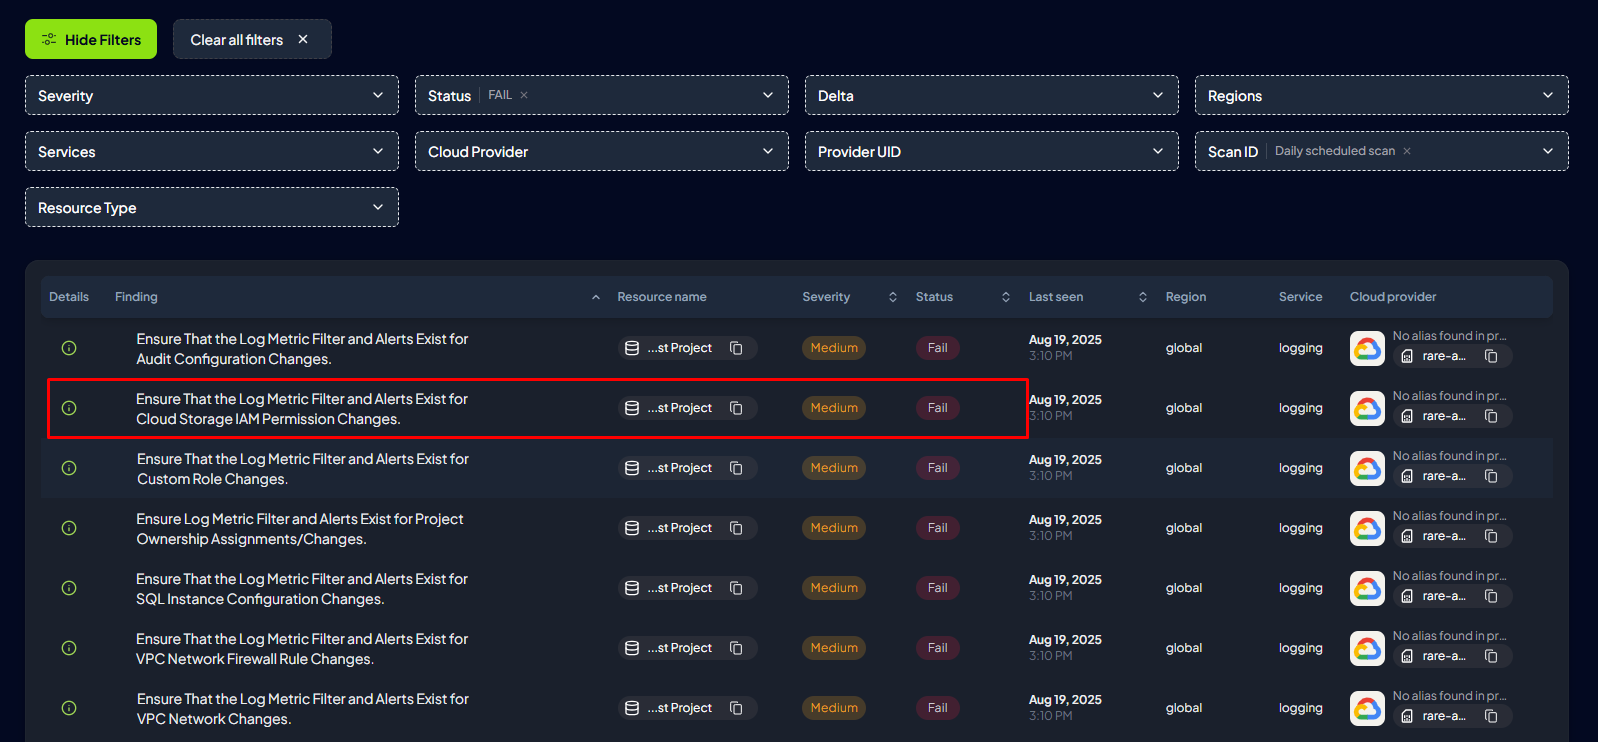 Hide Filters
Clear all filters
Severity
Status FAIL
Delta
Regions
Services
Cloud Provider
Provider UID
Scan ID Daily scheduled scan
Resource Type
Details Finding Resource name Severity Status Last seen Region Service Cloud provider
Ensure That the Log Metric Filter and Alerts Exist for
Audit Configuration Changes.
...st Project Medium Fail
Aug 19, 2025
3:10 PM
global logging
No alias found in pr...
rare-a...
Ensure That the Log Metric Filter and Alerts Exist for
Cloud Storage IAM Permission Changes.
...st Project Medium Fail
Aug 19, 2025
3:10 PM
global logging
No alias found in pr...
rare-a...
Ensure That the Log Metric Filter and Alerts Exist for
Custom Role Changes.
...st Project Medium Fail
Aug 19, 2025
3:10 PM
global logging
No alias found in pr...
rare-a...
Ensure Log Metric Filter and Alerts Exist for Project
Ownership Assignments/Changes.
...st Project Medium Fail
Aug 19, 2025
3:10 PM
global logging
No alias found in pr...
rare-a...
Ensure That the Log Metric Filter and Alerts Exist for
SQL Instance Configuration Changes.
...st Project Medium Fail
Aug 19, 2025
3:10 PM
global logging
No alias found in pr...
rare-a...
Ensure That the Log Metric Filter and Alerts Exist for
VPC Network Firewall Rule Changes.
...st Project Medium Fail
Aug 19, 2025
3:10 PM
global logging
No alias found in pr...
rare-a...
Ensure That the Log Metric Filter and Alerts Exist for
VPC Network Changes.
...st Project Medium Fail
Aug 19, 2025
3:10 PM
global logging
No alias found in pr...
rare-a...